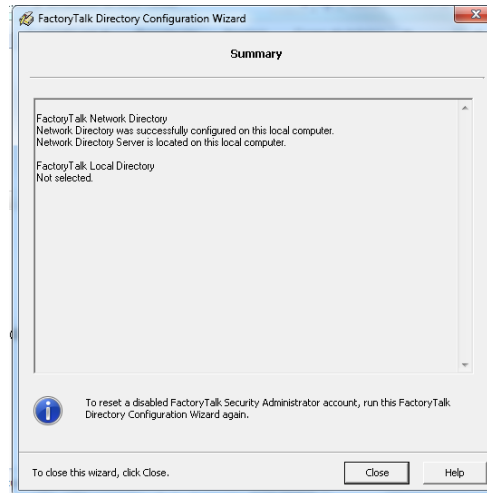 FactoryTalk Directory Configuration Wizard
Summary
FactoryTalk Network Directory
Network Directory was successfully configured on this local computer.
Network Directory Server is located on this local computer.
FactoryTalk Local Directory
Not selected.
To reset a disabled FactoryTalk Security Administrator account, run this FactoryTalk
Directory Configuration Wizard again.
To close this wizard, click Close.
Close
Help